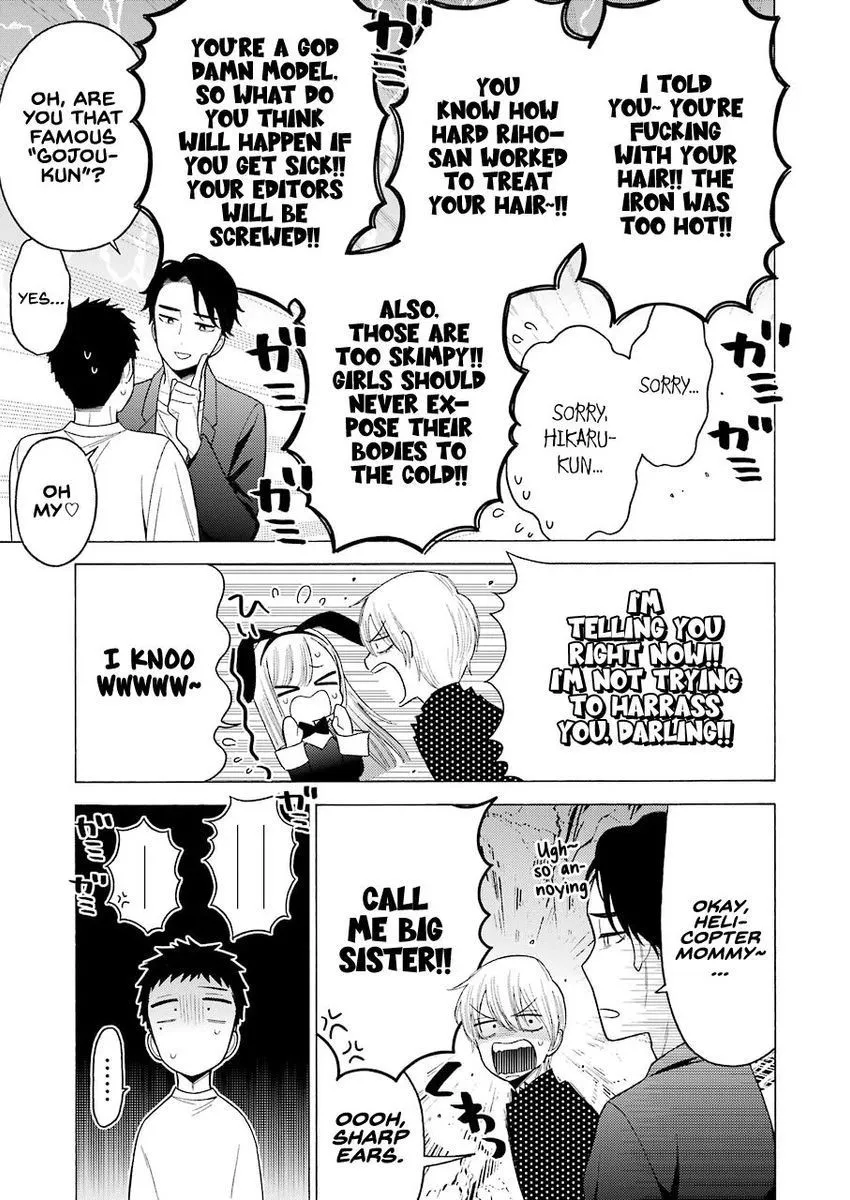 I TOLD
YOU~ YOU'RE
FUCKING
WITH YOUR
HAIR!! THE
IRON WAS
TOO HOT!!
YOU
KNOW HOW
HARD RIHO-
SAN WORKED
TO TREAT
YOUR HAIR~!!
YOU'RE A GOD
DAMN MODEL,
SO WHAT DO
YOU THINK
WILL HAPPEN IF
YOU GET SICK!!
YOUR EDITORS
WILL BE
SCREWED!!
SORRY...
SORRY,
HIKARU-
KUN...
ガミ
ガミ
ALSO,
THOSE ARE
TOO SKIMPY!!
GIRLS SHOULD
NEVER EX-
POSE THEIR
BODIES TO
THE COLD!!
OH, ARE
YOU THAT
FAMOUS
"GOJOU-
KUN"?
YES...
OH
MY♡
I'M
TELLING YOU
RIGHT NOW!!
I'M NOT TRYING
TO HARRASS
YOU, DARLING!!
ひぃ
I KNOO
WWWWW~
OKAY,
HELI-
COPTER
MOMMY~
...
Ugh~
so an-
noying
CALL
ME BIG
SISTER!!
くわっ
OOOH,
SHARP
EARS.
ガミ
ガミ
......